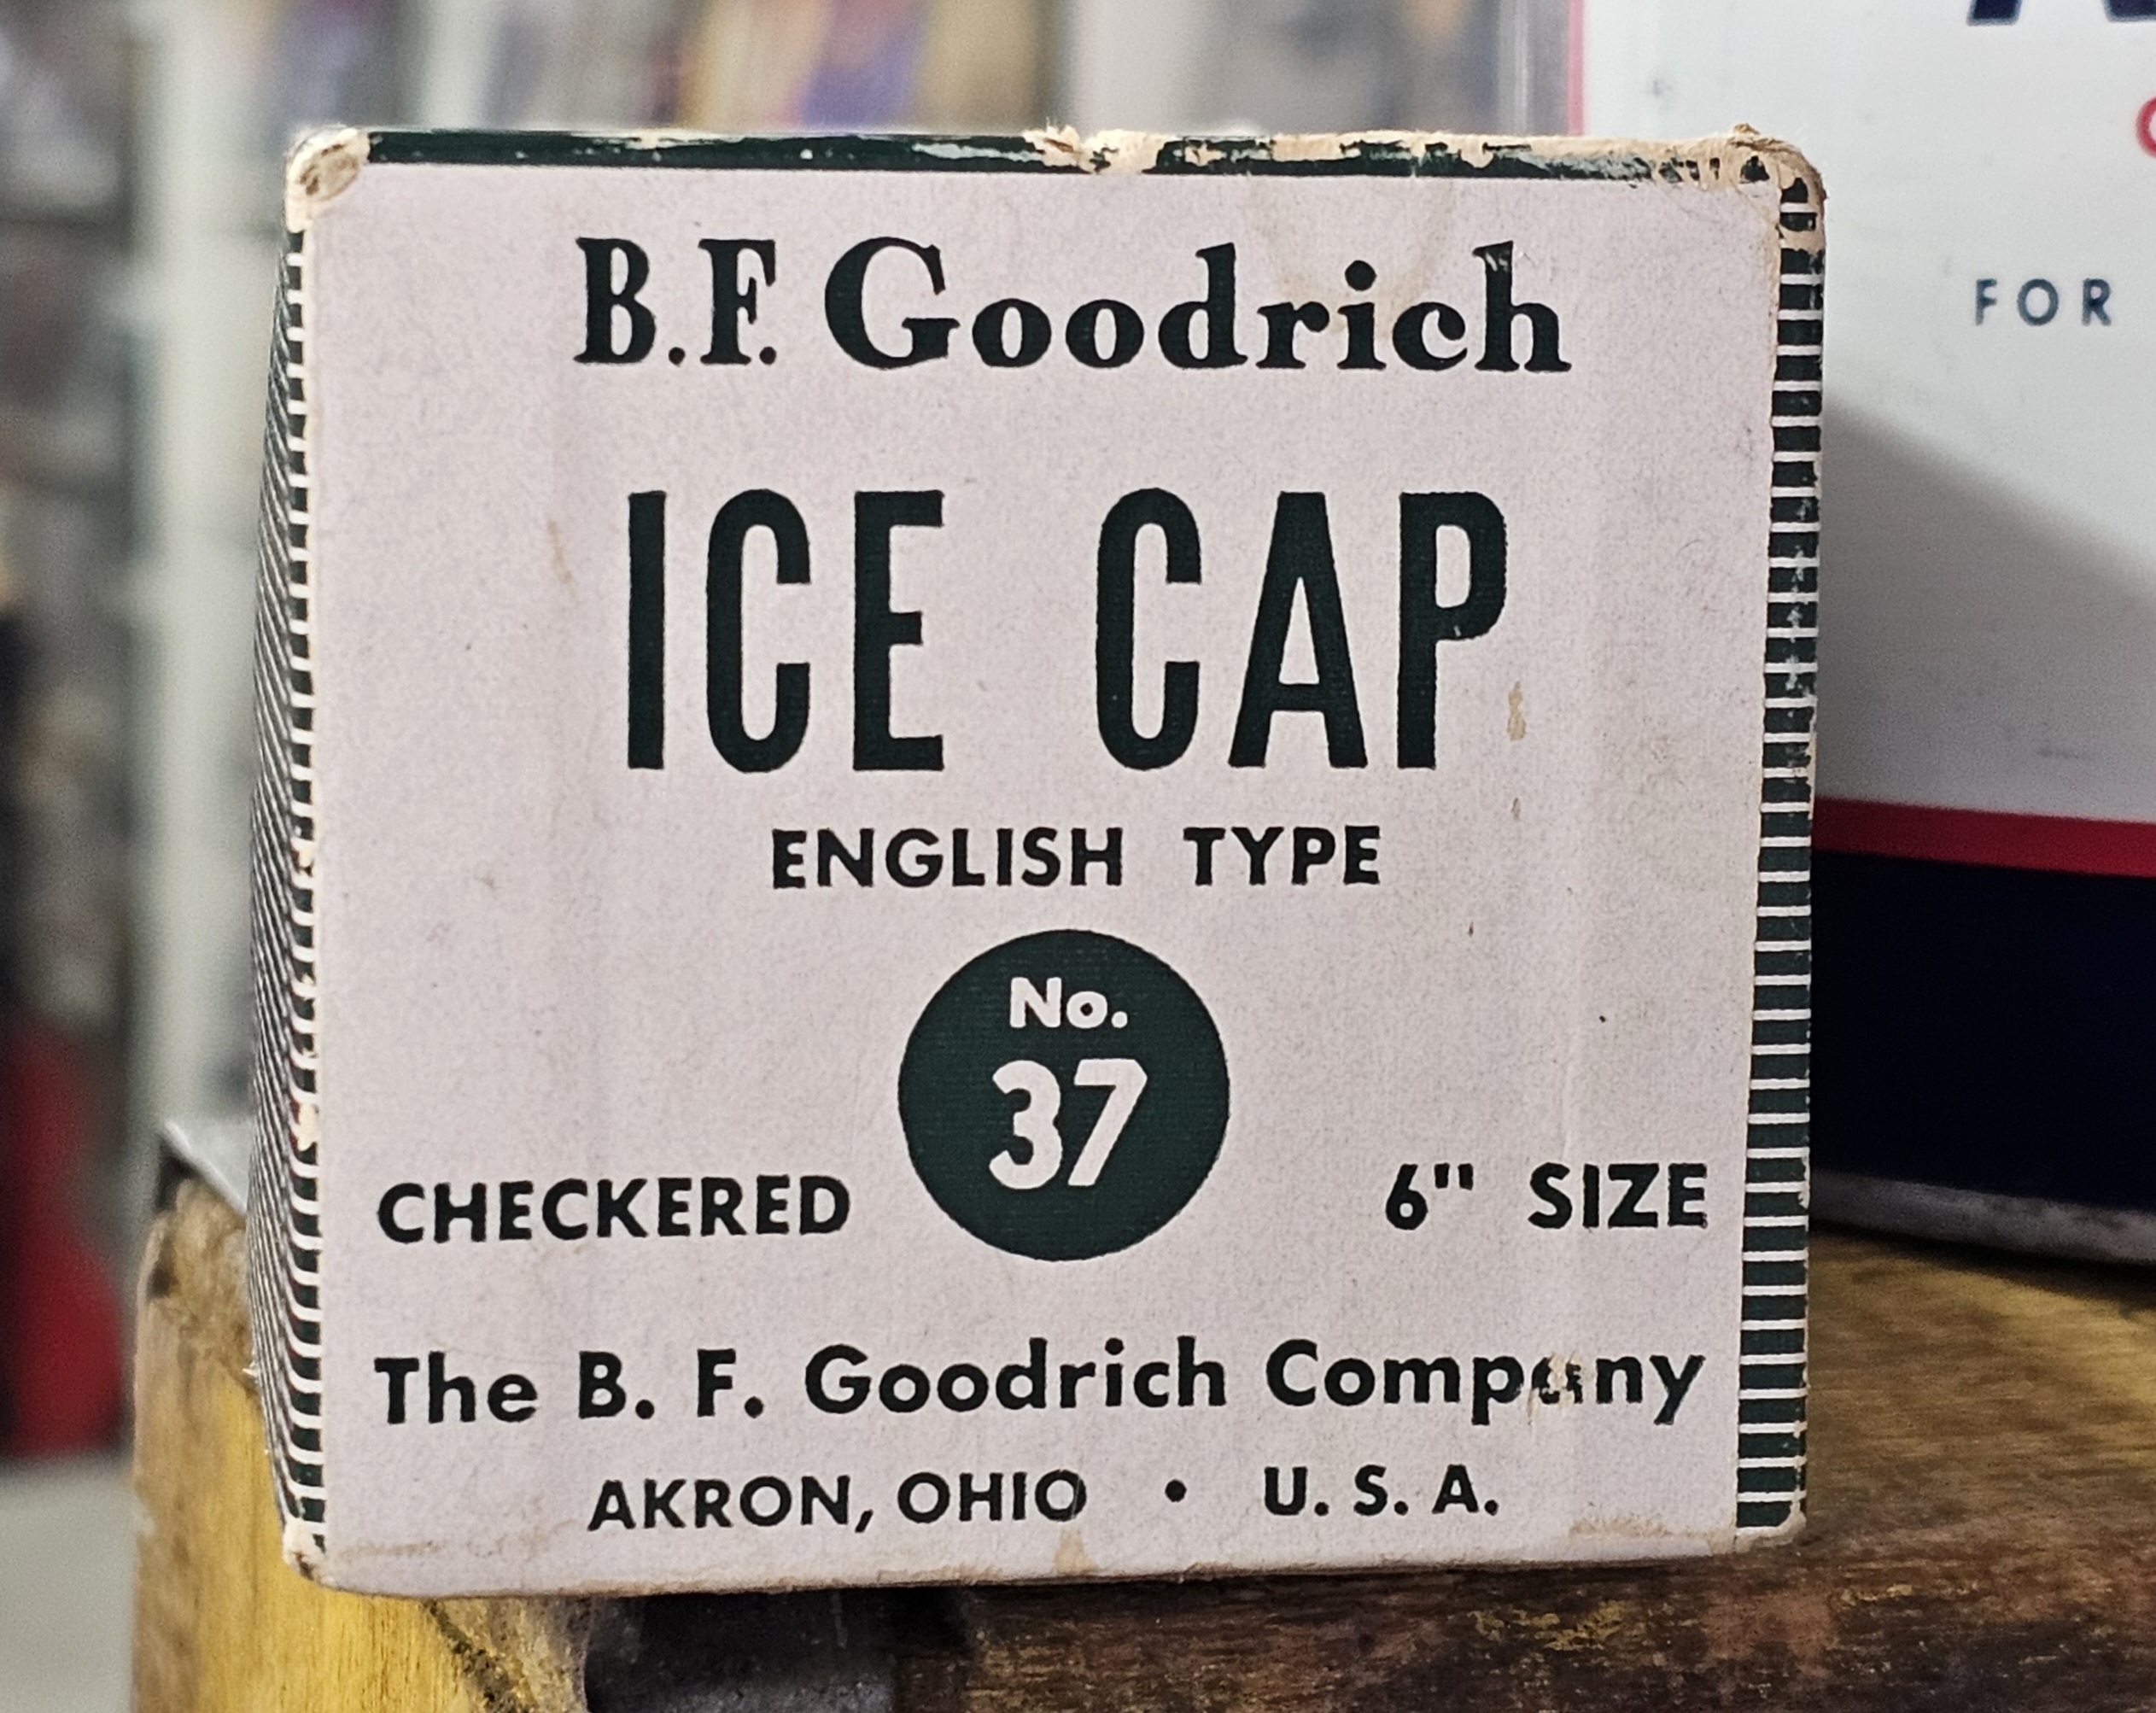 B.F. Goodrich
ICE CAP
ENGLISH TYPE
No.
37
CHECKERED
6" SIZE
The B. F. Goodrich Company
AKRON, OHIO • U. S. A.
FOR